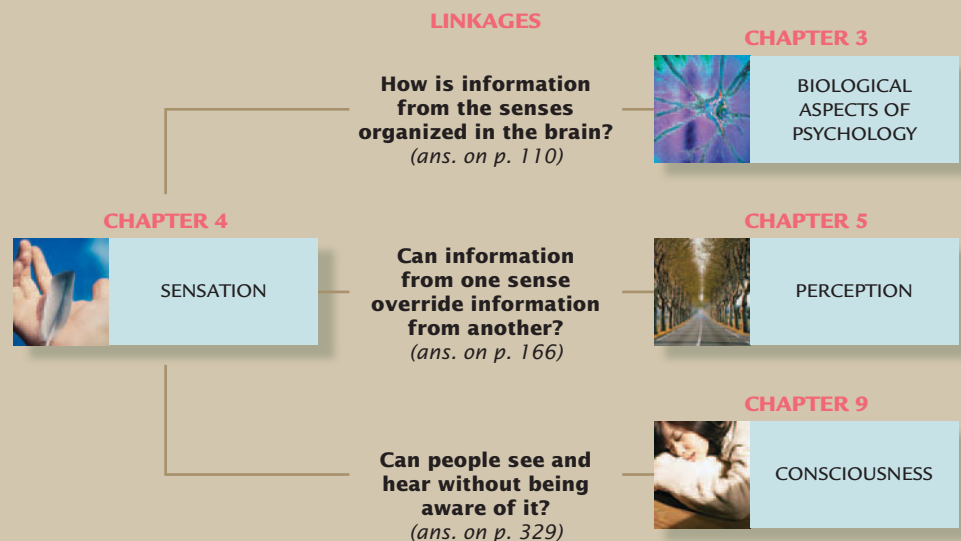 LINKAGES
CHAPTER 3
How is information
from the senses
organized in the brain?
(ans. on p. 110)
BIOLOGICAL
ASPECTS OF
PSYCHOLOGY
CHAPTER 4
SENSATION
CHAPTER 5
Can information
from one sense
override information
from another?
(ans. on p. 166)
PERCEPTION
CHAPTER 9
Can people see and
hear without being
aware of it?
(ans. on p. 329)
CONSCIOUSNESS